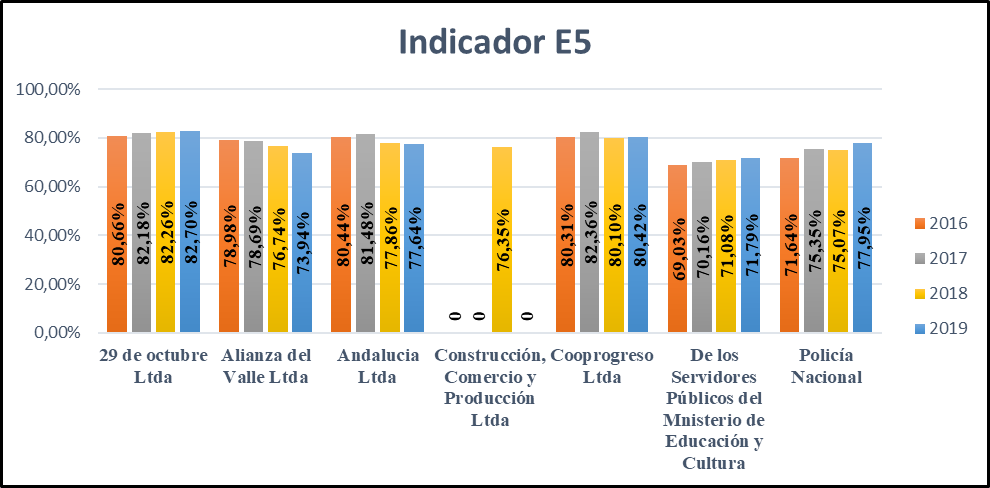 Indicador E5
100,00%
80,00%
60,00%
40,00%
20,00%
0,00%
80,66%
82,18%
82,26%
82,70%
78,98%
78,69%
76,74%
73,94%
80,44%
81,48%
77,86%
77,64%
0
0
76,35%
0
80,31%
82,36%
80,10%
80,42%
69,03%
70,16%
71,08%
71,79%
71,64%
75,35%
75,07%
77,95%
29 de octubre
Ltda
Alianza del
Valle Ltda
Andalucia
Ltda
Construcción,
Comercio y
Producción
Ltda
Cooprogreso
Ltda
De los
Servidores
Públicos del
Mnisterio de
Educación y
Cultura
Policía
Nacional
2016
2017
2018
2019